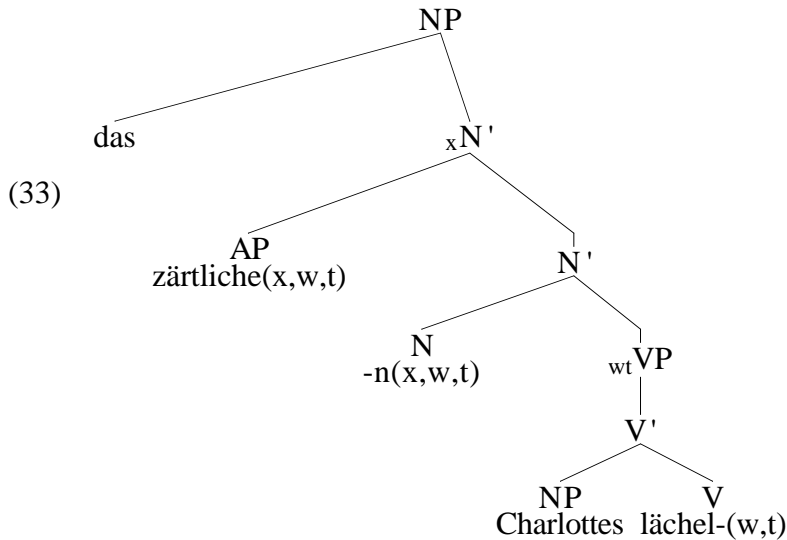 NP
das
xN'
(33)
AP
zärtliche(x,w,t)
N'
N
-n(x,w,t)
wtVP
V'
NP V
Charlottes lächel-(w,t)